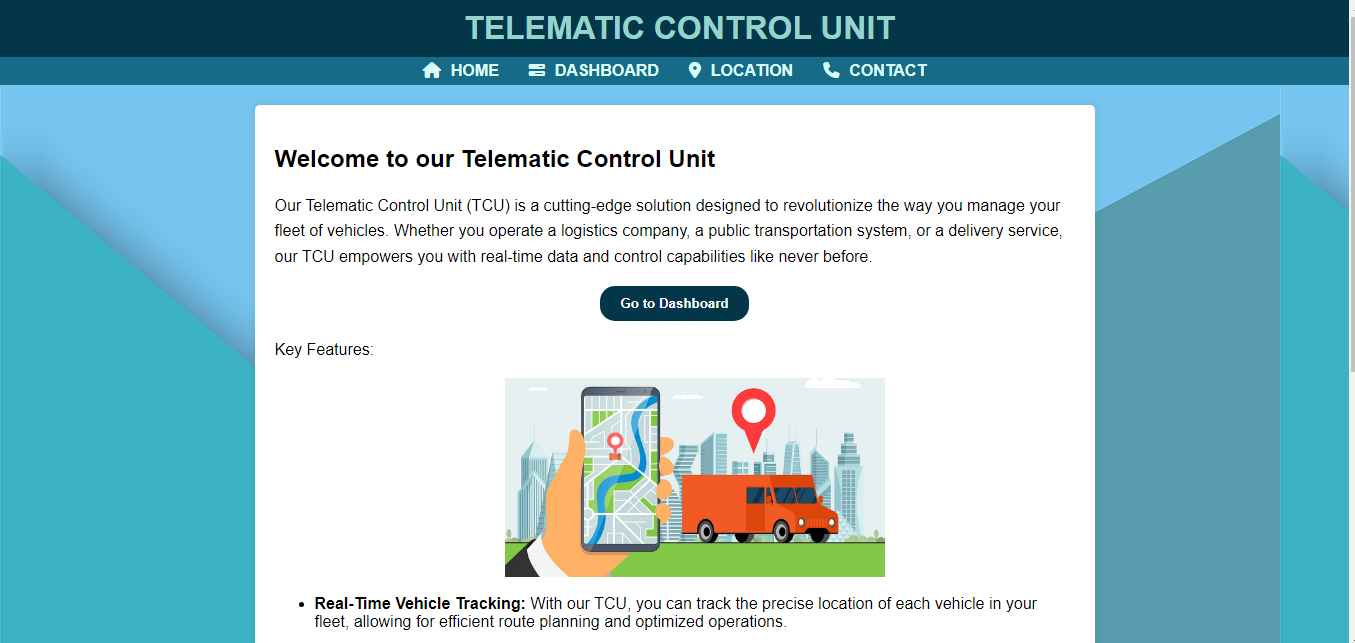 TELEMATIC CONTROL UNIT
HOME DASHBOARD LOCATION CONTACT
Welcome to our Telematic Control Unit
Our Telematic Control Unit (TCU) is a cutting-edge solution designed to revolutionize the way you manage your
fleet of vehicles. Whether you operate a logistics company, a public transportation system, or a delivery service,
our TCU empowers you with real-time data and control capabilities like never before.
Go to Dashboard
Key Features:
• Real-Time Vehicle Tracking: With our TCU, you can track the precise location of each vehicle in your
fleet, allowing for efficient route planning and optimized operations.